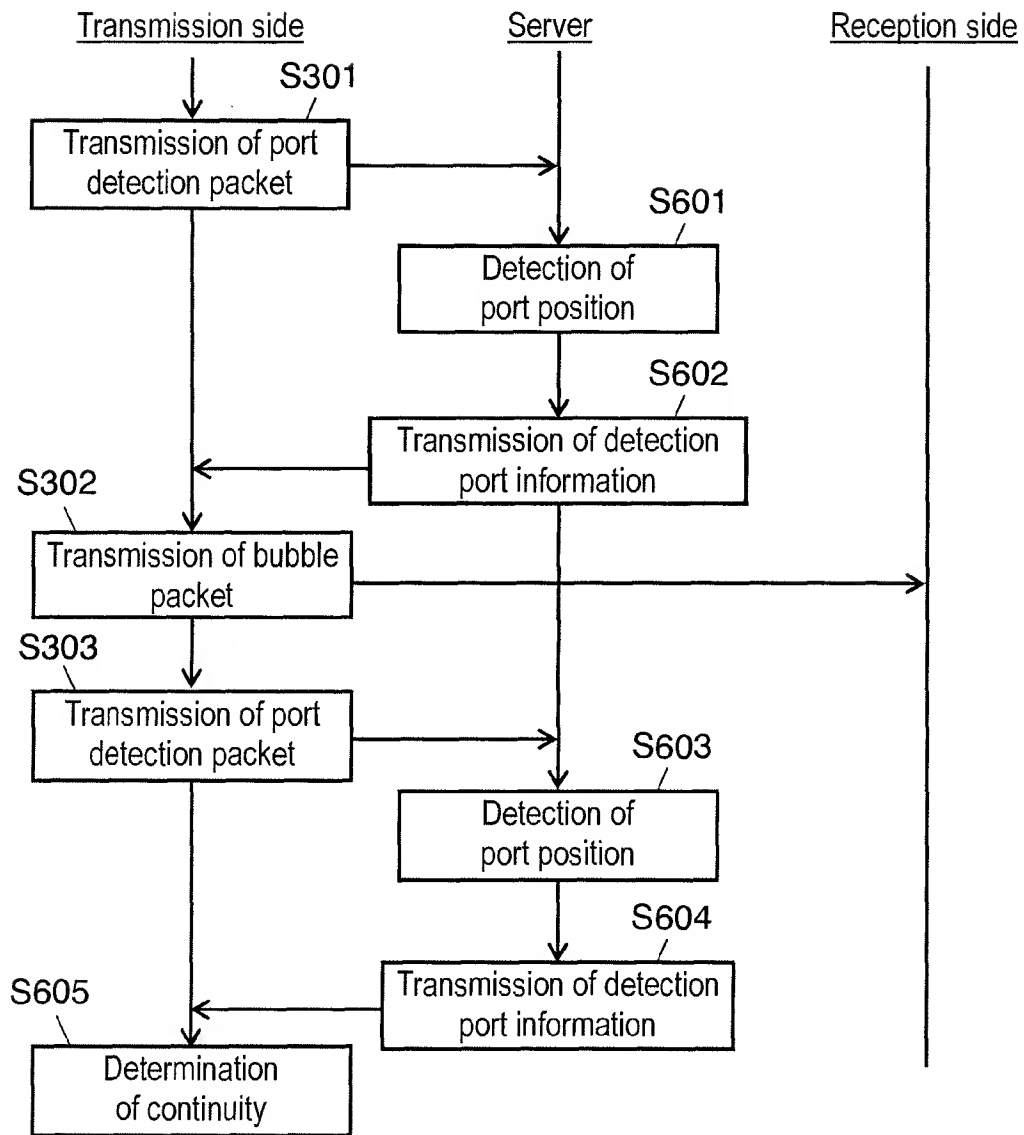 Transmission side
Server
Reception side
S301
Transmission of port
detection packet
S601
Detection of
port position
S602
Transmission of detection
port information
S302
Transmission of bubble
packet
S303
Transmission of port
detection packet
S603
Detection of
port position
S604
Transmission of detection
port information
S605
Determination
of continuity